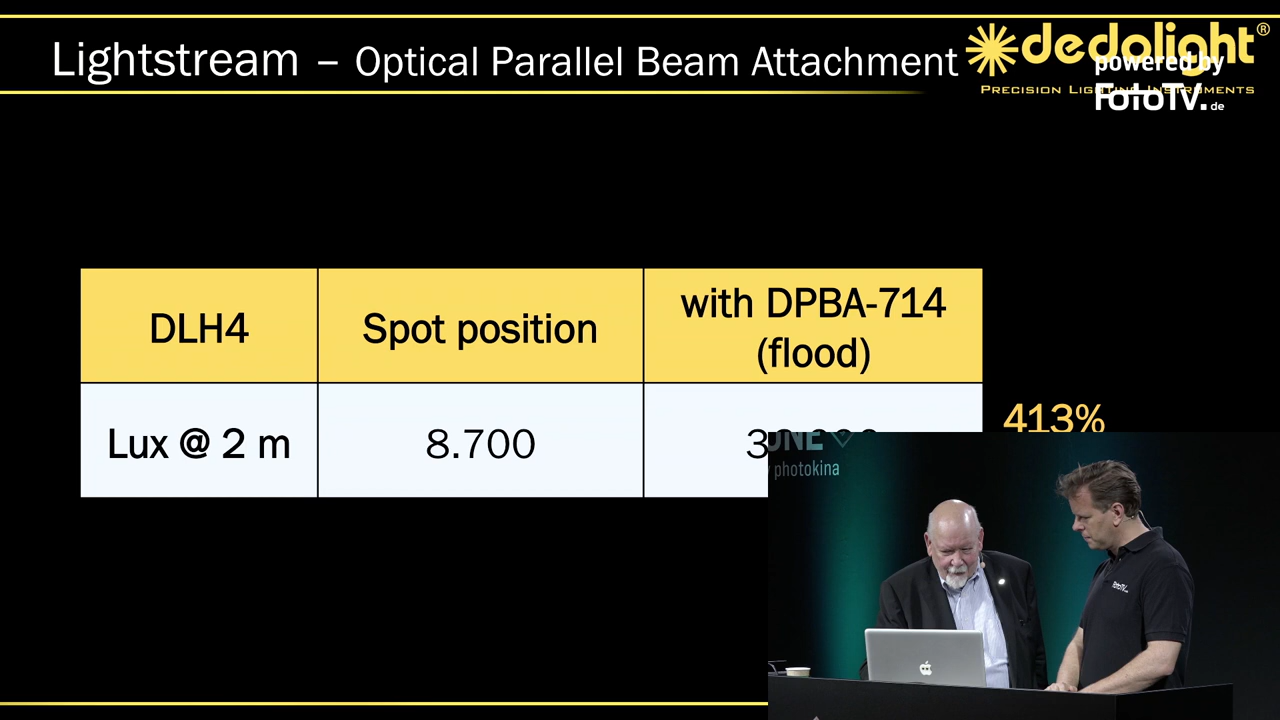 Lightstream – Optical Parallel Beam Attachment
dedolight®
PRECISION LIGHTING INSTRUMENTS
powered by
FotoTV.de
DLH4
Spot position
with DPBA-714
(flood)
Lux @ 2 m
8.700
413%
photokina